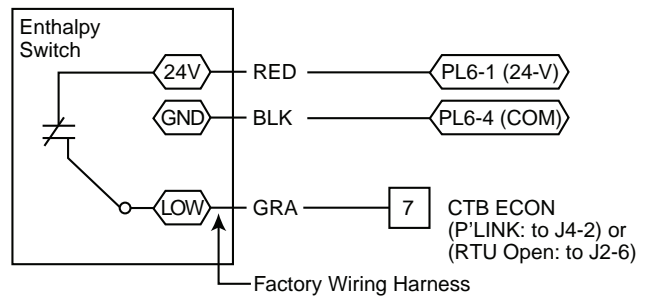 Enthalpy
Switch
24V RED PL6-1 (24-V)
GND BLK PL6-4 (COM)
LOW GRA 7 CTB ECON
(P'LINK: to J4-2) or
(RTU Open: to J2-6)
Factory Wiring Harness